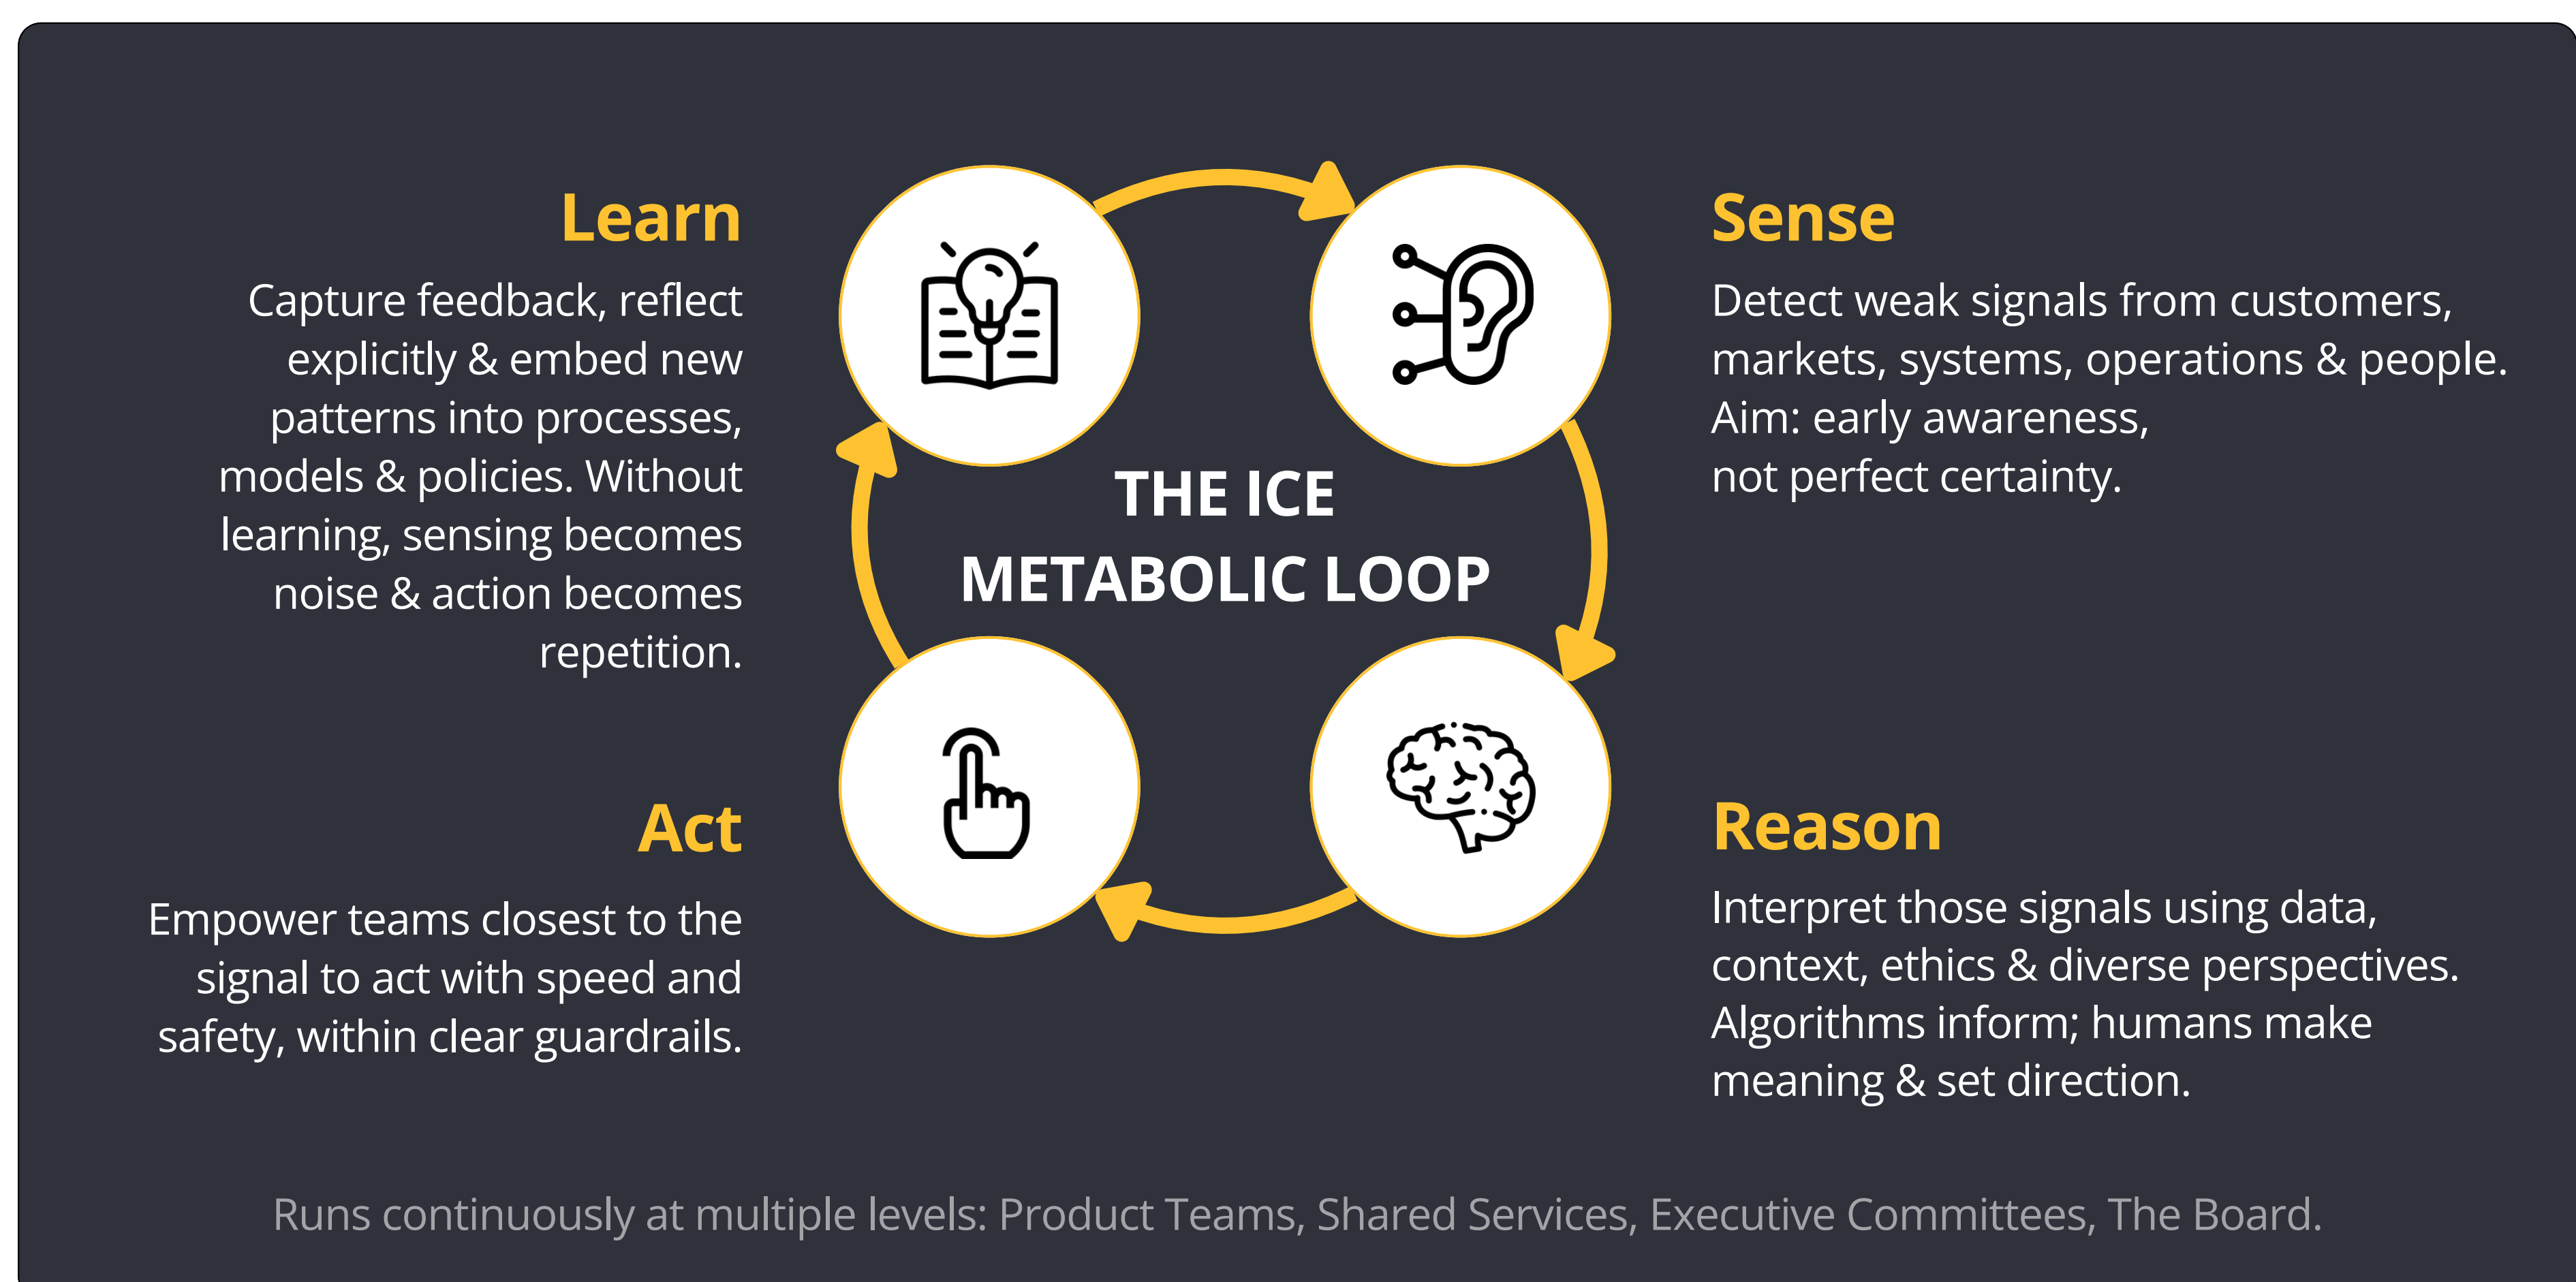 Learn
Capture feedback, reflect
explicitly & embed new
patterns into processes,
models & policies. Without
learning, sensing becomes
noise & action becomes
repetition.
Sense
Detect weak signals from customers,
markets, systems, operations & people.
Aim: early awareness,
not perfect certainty.
THE ICE
METABOLIC LOOP
Act
Empower teams closest to the
signal to act with speed and
safety, within clear guardrails.
Reason
Interpret those signals using data,
context, ethics & diverse perspectives.
Algorithms inform; humans make
meaning & set direction.
Runs continuously at multiple levels: Product Teams, Shared Services, Executive Committees, The Board.